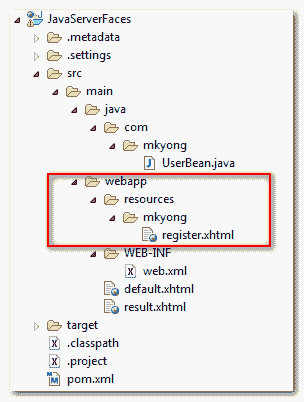 JavaServerFaces
.metadata
.settings
src
main
java
com
mkyong
UserBean.java
webapp
resources
mkyong
register.xhtml
WEB-INF
web.xml
default.xhtml
result.xhtml
target
.classpath
.project
pom.xml